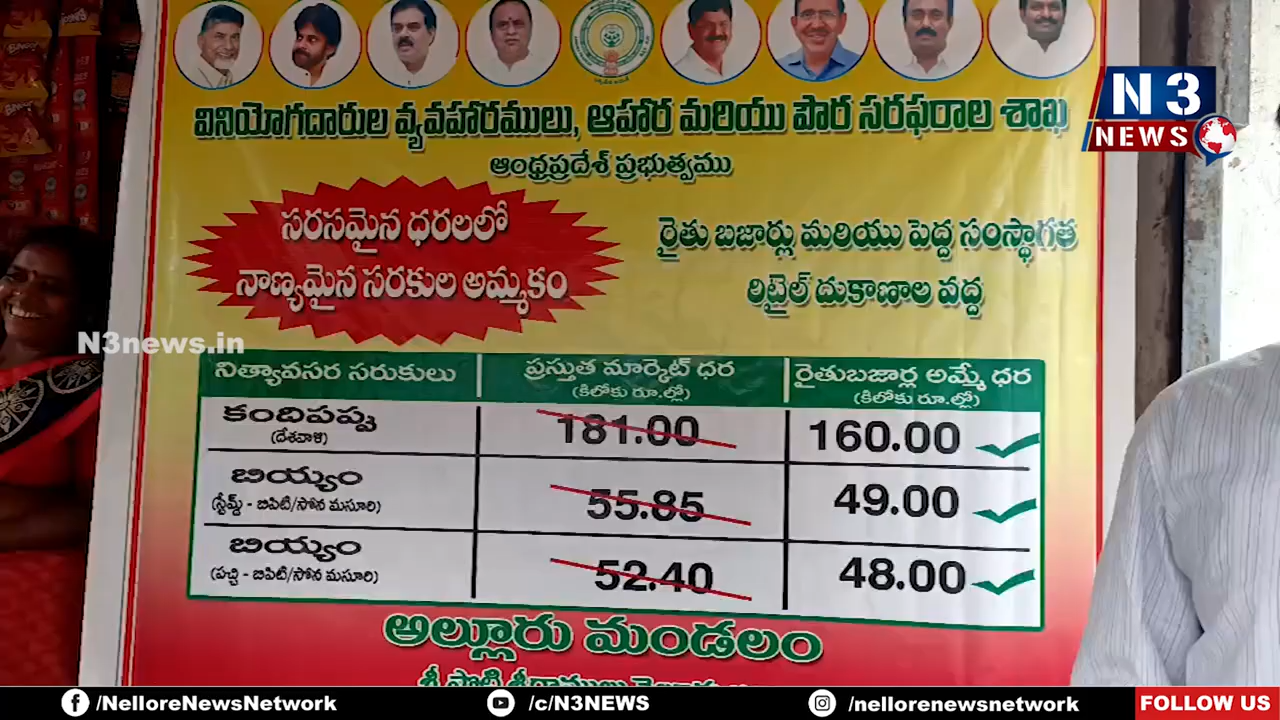 N3
NEWS
వినియోగదారుల వ్యవహారములు, ఆహార మరియు పౌర సరఫరాల శాఖ
ఆంధ్రప్రదేశ్ ప్రభుత్వము
సరసమైన ధరలలో
నాణ్యమైన సరకుల అమ్మకం
రైతు బజార్లు మరియు పెద్ద సంస్థాగత
రిటైల్ దుకాణాల వద్ద
N3news.in
నిత్యావసర సరుకులు ప్రస్తుత మార్కెట్ ధర రైతుబజార్ల అమ్మే ధర
(కిలోకు రూ.ల్లో) (కిలోకు రూ.ల్లో)
కందిపప్పు 181.00 160.00
(దేశవాళి)
బియ్యం 55.85 49.00
(స్టీమ్డ్ - బిపిటి/సోన మసూరి)
బియ్యం 52.40 48.00
(పచ్చి - బిపిటి/సోన మసూరి)
అల్లూరు మండలం
శ్రీ పొట్టి శ్రీరాములు
/NelloreNewsNetwork /c/N3NEWS /nellorenewsnetwork FOLLOW US